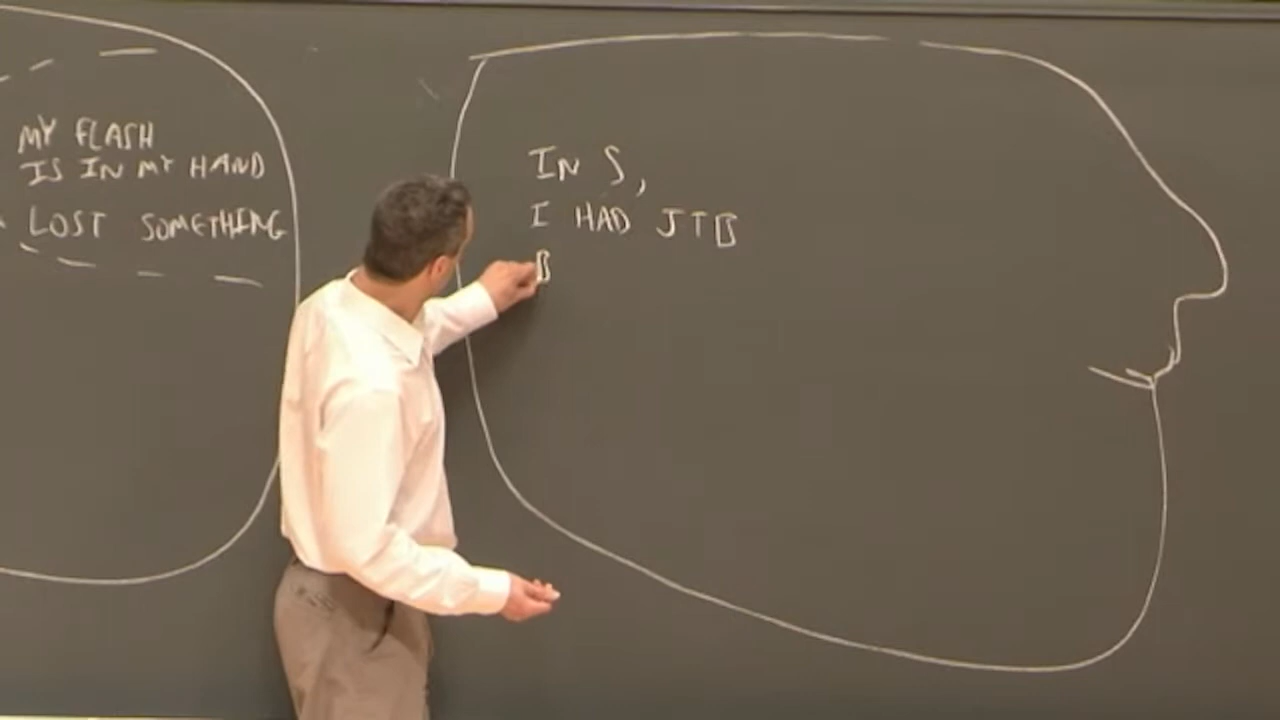 MY FLASH
IS IN MY HAND
LOST SOMETHING
IN S,
I HAD JTB
B